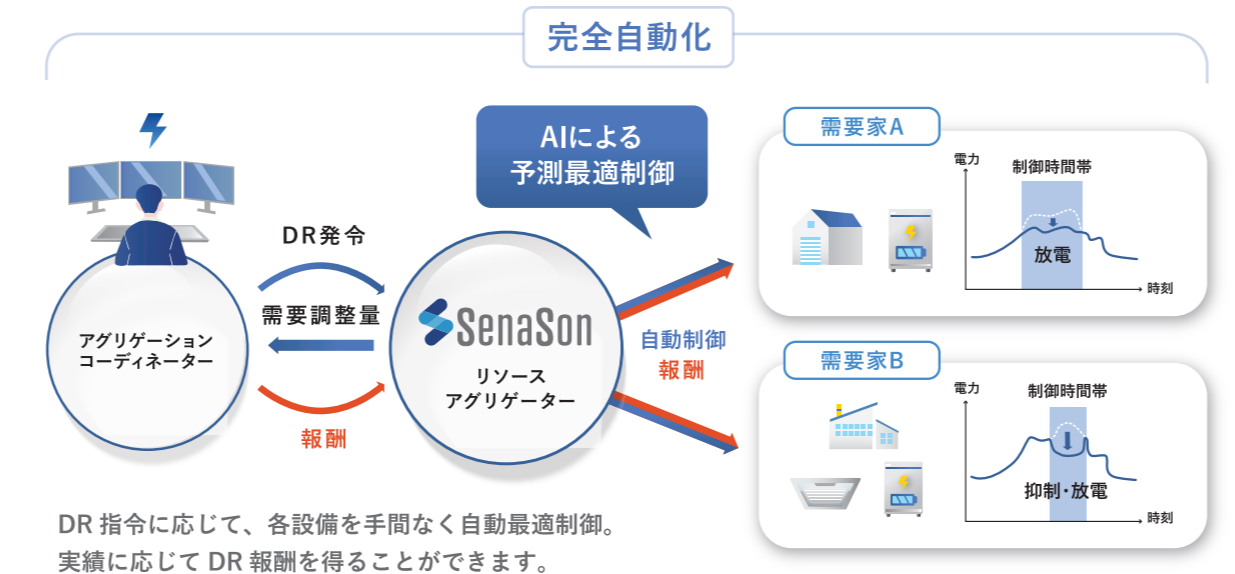 完全自動化
AIによる
予測最適制御
DR発令
需要調整量
報酬
アグリゲーション
コーディネーター
SenaSon
リソース
アグリゲーター
自動制御
報酬
需要家A
電力
制御時間帯
放電
時刻
需要家B
電力
制御時間帯
抑制・放電
時刻
DR 指令に応じて、各設備を手間なく自動最適制御。
実績に応じて DR 報酬を得ることができます。